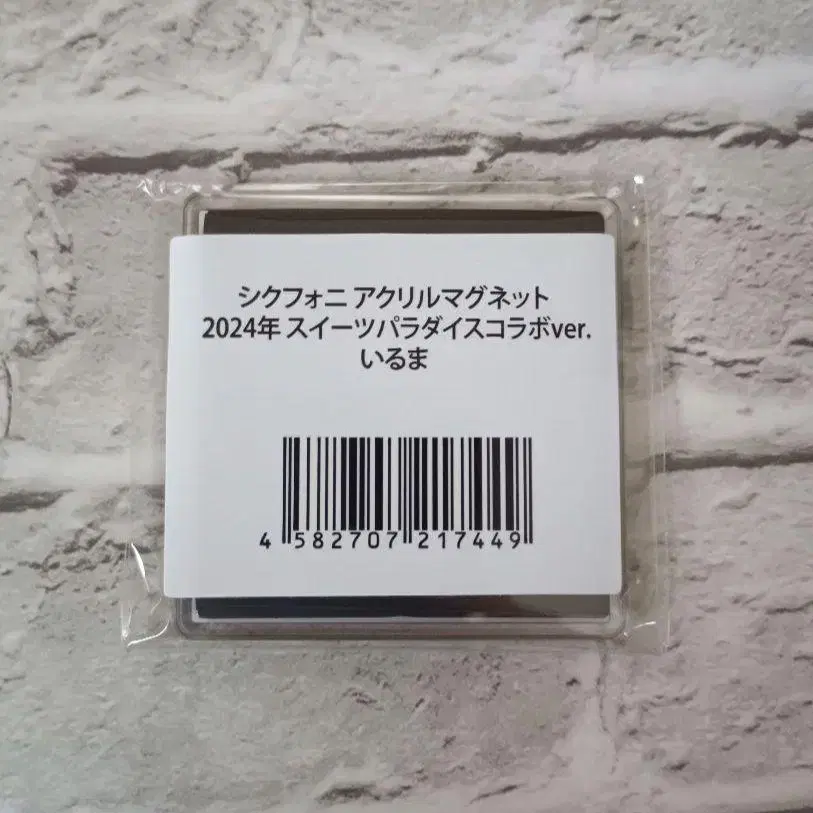 シクフォニ アクリルマグネット
2024年 スイーツパラダイスコラボver.
いるま
4 582707 217449